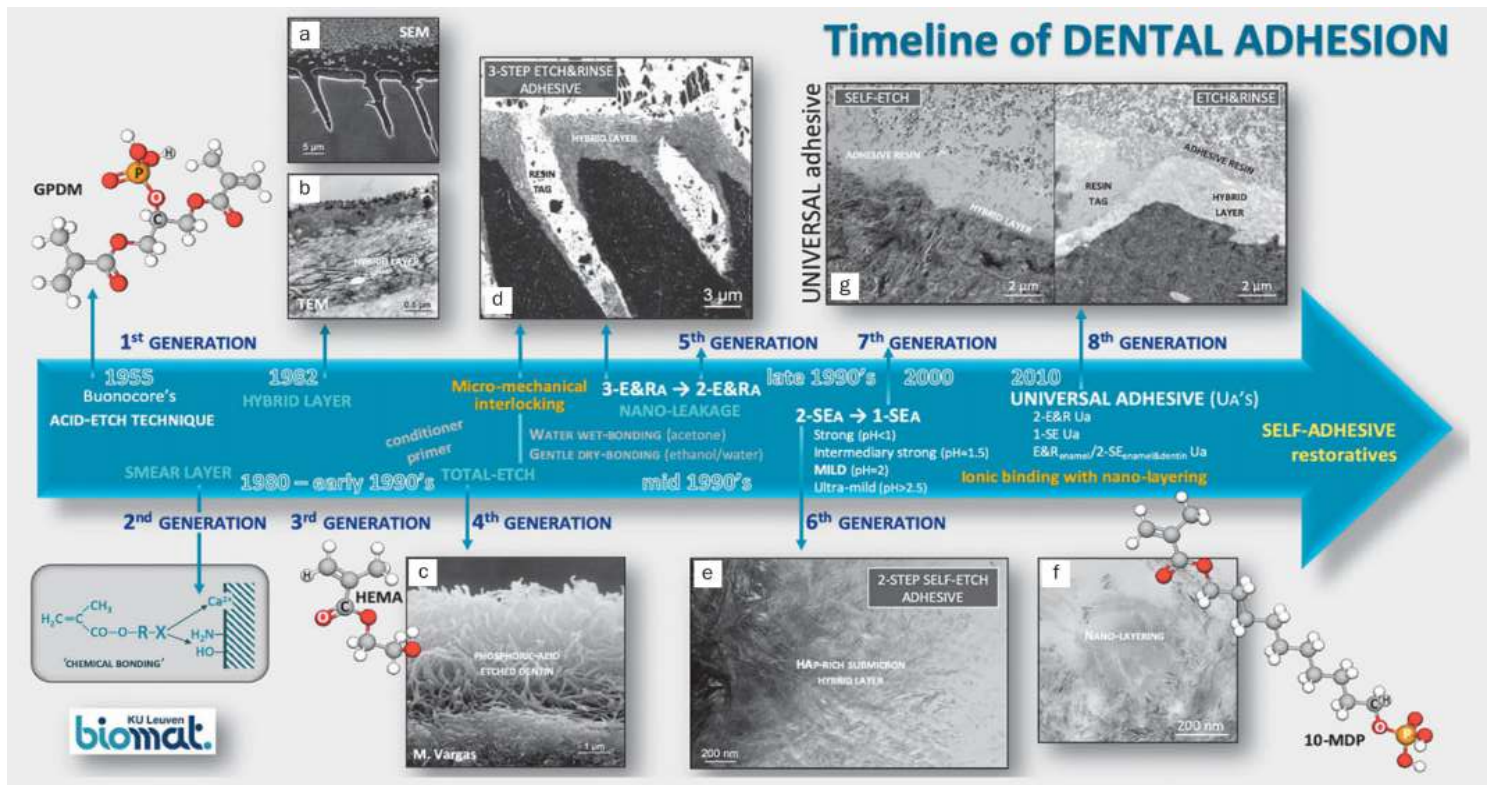 Timeline of DENTAL ADHESION
a
SEM
5 µm
b
HYBRID LAYER
TEM
0.5 µm
GPDM
H
P
O
C
3-STEP ETCH&RINSE
ADHESIVE
HYBRID LAYER
RESIN
TAG
d
3 µm
UNIVERSAL adhesive
SELF-ETCH
ADHESIVE RESIN
HYBRID LAYER
g
2 µm
ETCH&RINSE
ADHESIVE RESIN
RESIN
TAG
HYBRID
LAYER
2 µm
1st GENERATION
5th GENERATION
7th GENERATION
8th GENERATION
1955
Buonocore's
ACID-ETCH TECHNIQUE
1982
HYBRID LAYER
SMEAR LAYER
1980 – early 1990's
conditioner
primer
TOTAL-ETCH
Micro-mechanical
interlocking
3-E&RA → 2-E&RA
NANO-LEAKAGE
WATER WET-BONDING (acetone)
GENTLE DRY-BONDING (ethanol/water)
mid 1990's
late 1990's
2000
2-SEA → 1-SEA
Strong (pH<1)
Intermediary strong (pH=1.5)
MILD (pH=2)
Ultra-mild (pH>2.5)
2010
UNIVERSAL ADHESIVE (UA'S)
2-E&R Ua
1-SE Ua
E&Renamel/2-SEenamel&dentin Ua
Ionic binding with nano-layering
SELF-ADHESIVE
restoratives
2nd GENERATION
3rd GENERATION
4th GENERATION
6th GENERATION
CH3
H2C=C
CO–O–R–X
Ca2+
H2N
HO
'CHEMICAL BONDING'
KU Leuven
biomat.
H
HEMA
C
O
O
c
PHOSPHORIC-ACID
ETCHED DENTIN
M. Vargas
1 µm
e
2-STEP SELF-ETCH
ADHESIVE
HAP-RICH SUBMICRON
HYBRID LAYER
200 nm
f
NANO-LAYERING
200 nm
C
O
O
C
H
O
P
10-MDP